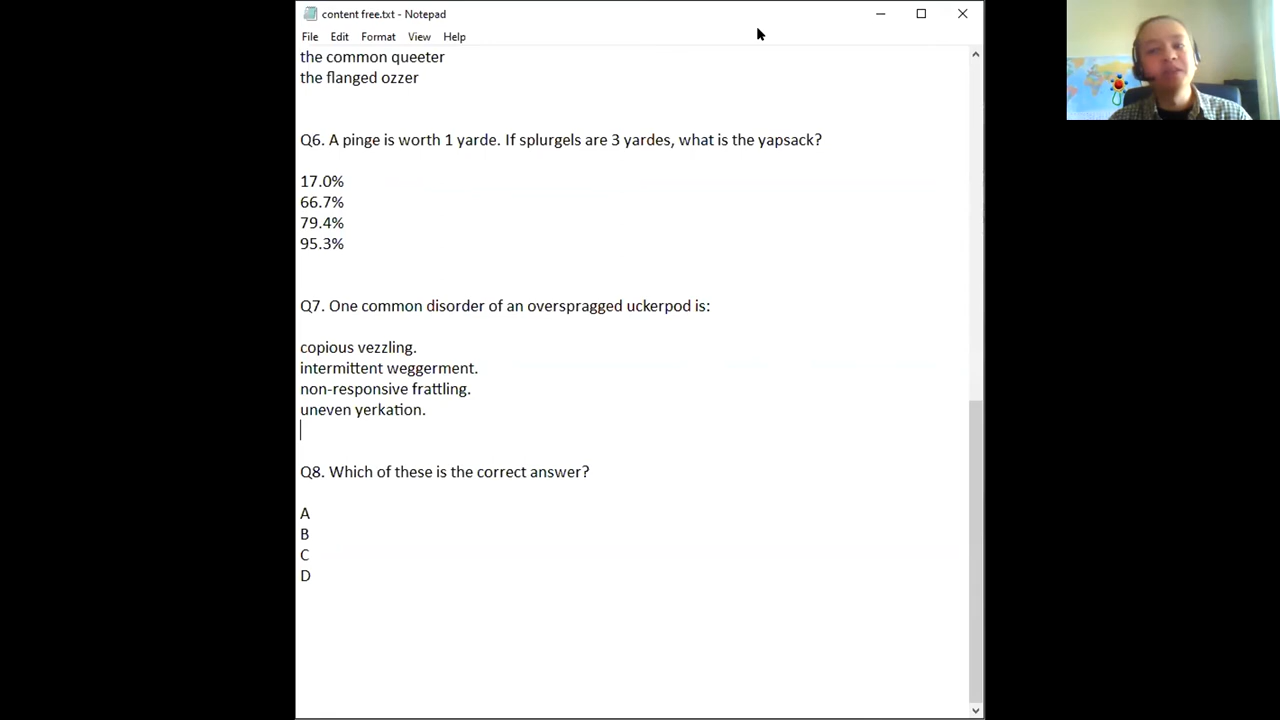 content free.txt - Notepad
File Edit Format View Help
the common queeter
the flanged ozzer
Q6. A pinge is worth 1 yarde. If splurgels are 3 yardes, what is the yapsack?
17.0%
66.7%
79.4%
95.3%
Q7. One common disorder of an overspragged uckerpod is:
copious vezzling.
intermittent weggerment.
non-responsive frattling.
uneven yerkation.
Q8. Which of these is the correct answer?
A
B
C
D